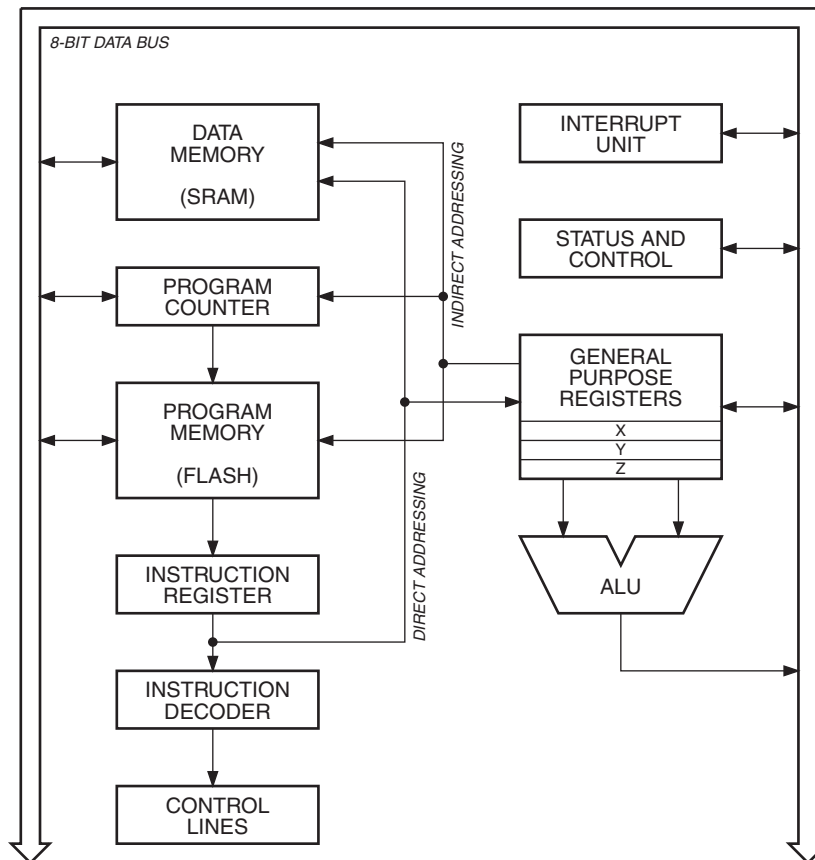 8-BIT DATA BUS
DATA
MEMORY
(SRAM)
INTERRUPT
UNIT
INDIRECT ADDRESSING
STATUS AND
CONTROL
PROGRAM
COUNTER
GENERAL
PURPOSE
REGISTERS
X
Y
Z
PROGRAM
MEMORY
(FLASH)
DIRECT ADDRESSING
INSTRUCTION
REGISTER
ALU
INSTRUCTION
DECODER
CONTROL
LINES